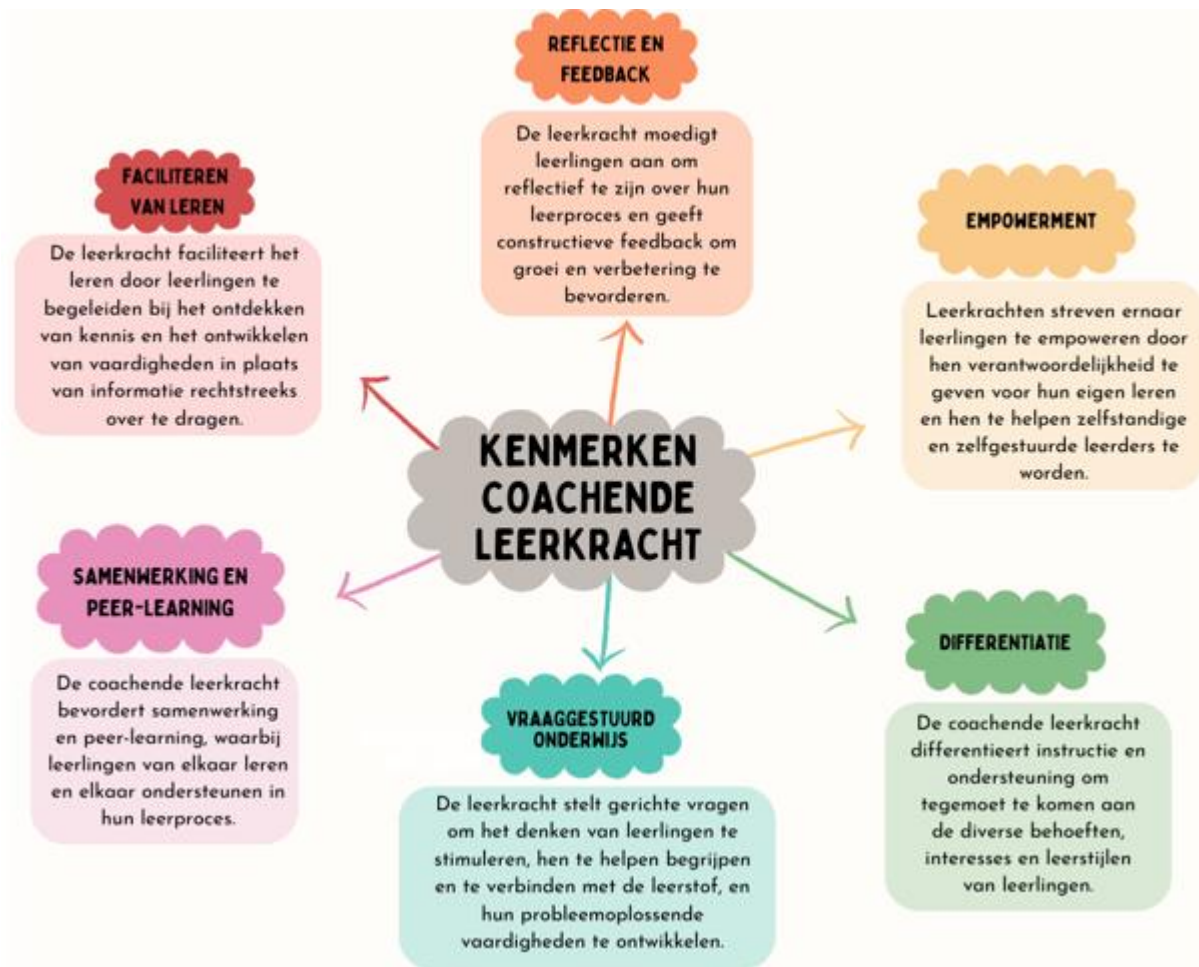 REFLECTIE EN
FEEDBACK
De leerkracht moedigt
leerlingen aan om
reflectief te zijn over hun
leerproces en geeft
constructieve feedback om
groei en verbetering te
bevorderen.
FACILITEREN
VAN LEREN
De leerkracht faciliteert het
leren door leerlingen te
begeleiden bij het ontdekken
van kennis en het ontwikkelen
van vaardigheden in plaats
van informatie rechtstreeks
over te dragen.
EMPOWERMENT
Leerkrachten streven ernaar
leerlingen te empoweren door
hen verantwoordelijkheid te
geven voor hun eigen leren
en hen te helpen zelfstandige
en zelfgestuurde leerders te
worden.
KENMERKEN
COACHENDE
LEERKRACHT
SAMENWERKING EN
PEER-LEARNING
De coachende leerkracht
bevordert samenwerking
en peer-learning, waarbij
leerlingen van elkaar leren
en elkaar ondersteunen in
hun leerproces.
VRAAGGESTUURD
ONDERWIJS
De leerkracht stelt gerichte vragen
om het denken van leerlingen te
stimuleren, hen te helpen begrijpen
en te verbinden met de leerstof, en
hun probleemoplossende
vaardigheden te ontwikkelen.
DIFFERENTIATIE
De coachende leerkracht
differentieert instructie en
ondersteuning om
tegemoet te komen aan
de diverse behoeften,
interesses en leerstijlen
van leerlingen.